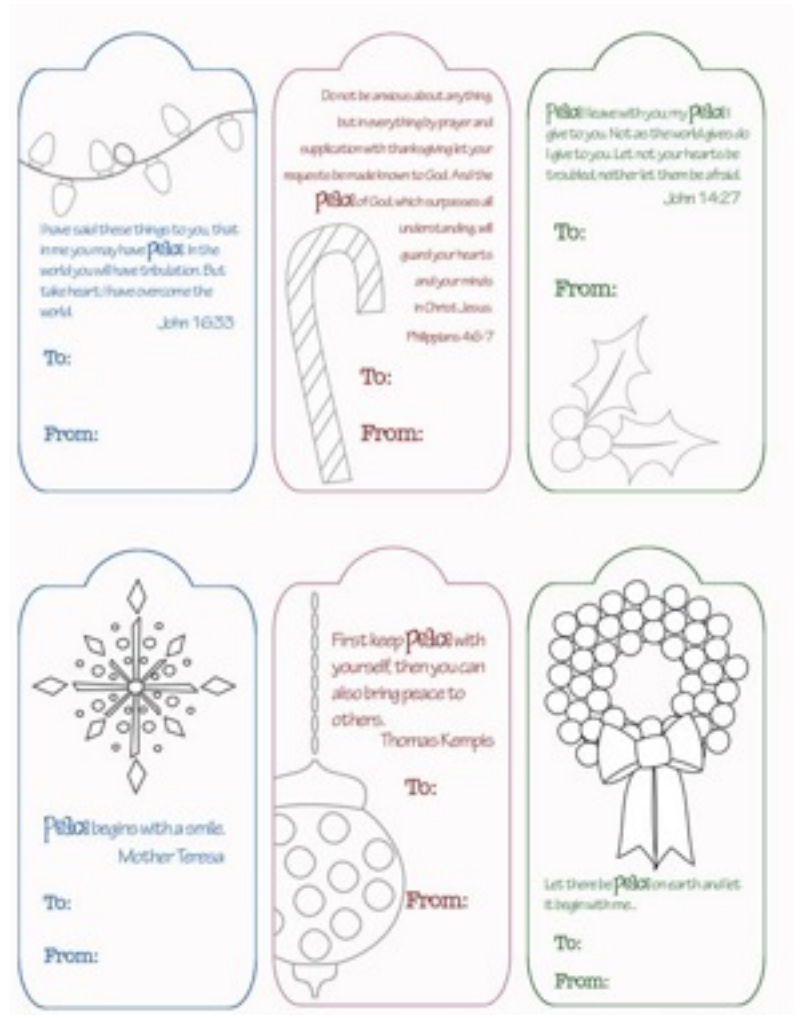 I have said these things to you, that
in me you may have peace. In the
world you will have tribulation. But
take heart; I have overcome the
world.
John 16:33
To:
From:
Do not be anxious about anything,
but in everything by prayer and
supplication with thanksgiving let your
requests be made known to God. And the
peace of God, which surpasses all
understanding, will
guard your hearts
and your minds
in Christ Jesus.
Philippians 4:6-7
To:
From:
Peace I leave with you; my peace I
give to you. Not as the world gives do
I give to you. Let not your hearts be
troubled, neither let them be afraid.
John 14:27
To:
From:
Peace begins with a smile.
Mother Teresa
To:
From:
First keep peace with
yourself, then you can
also bring peace to
others.
Thomas Kempis
To:
From:
Let there be peace on earth and let
it begin with me...
To:
From: